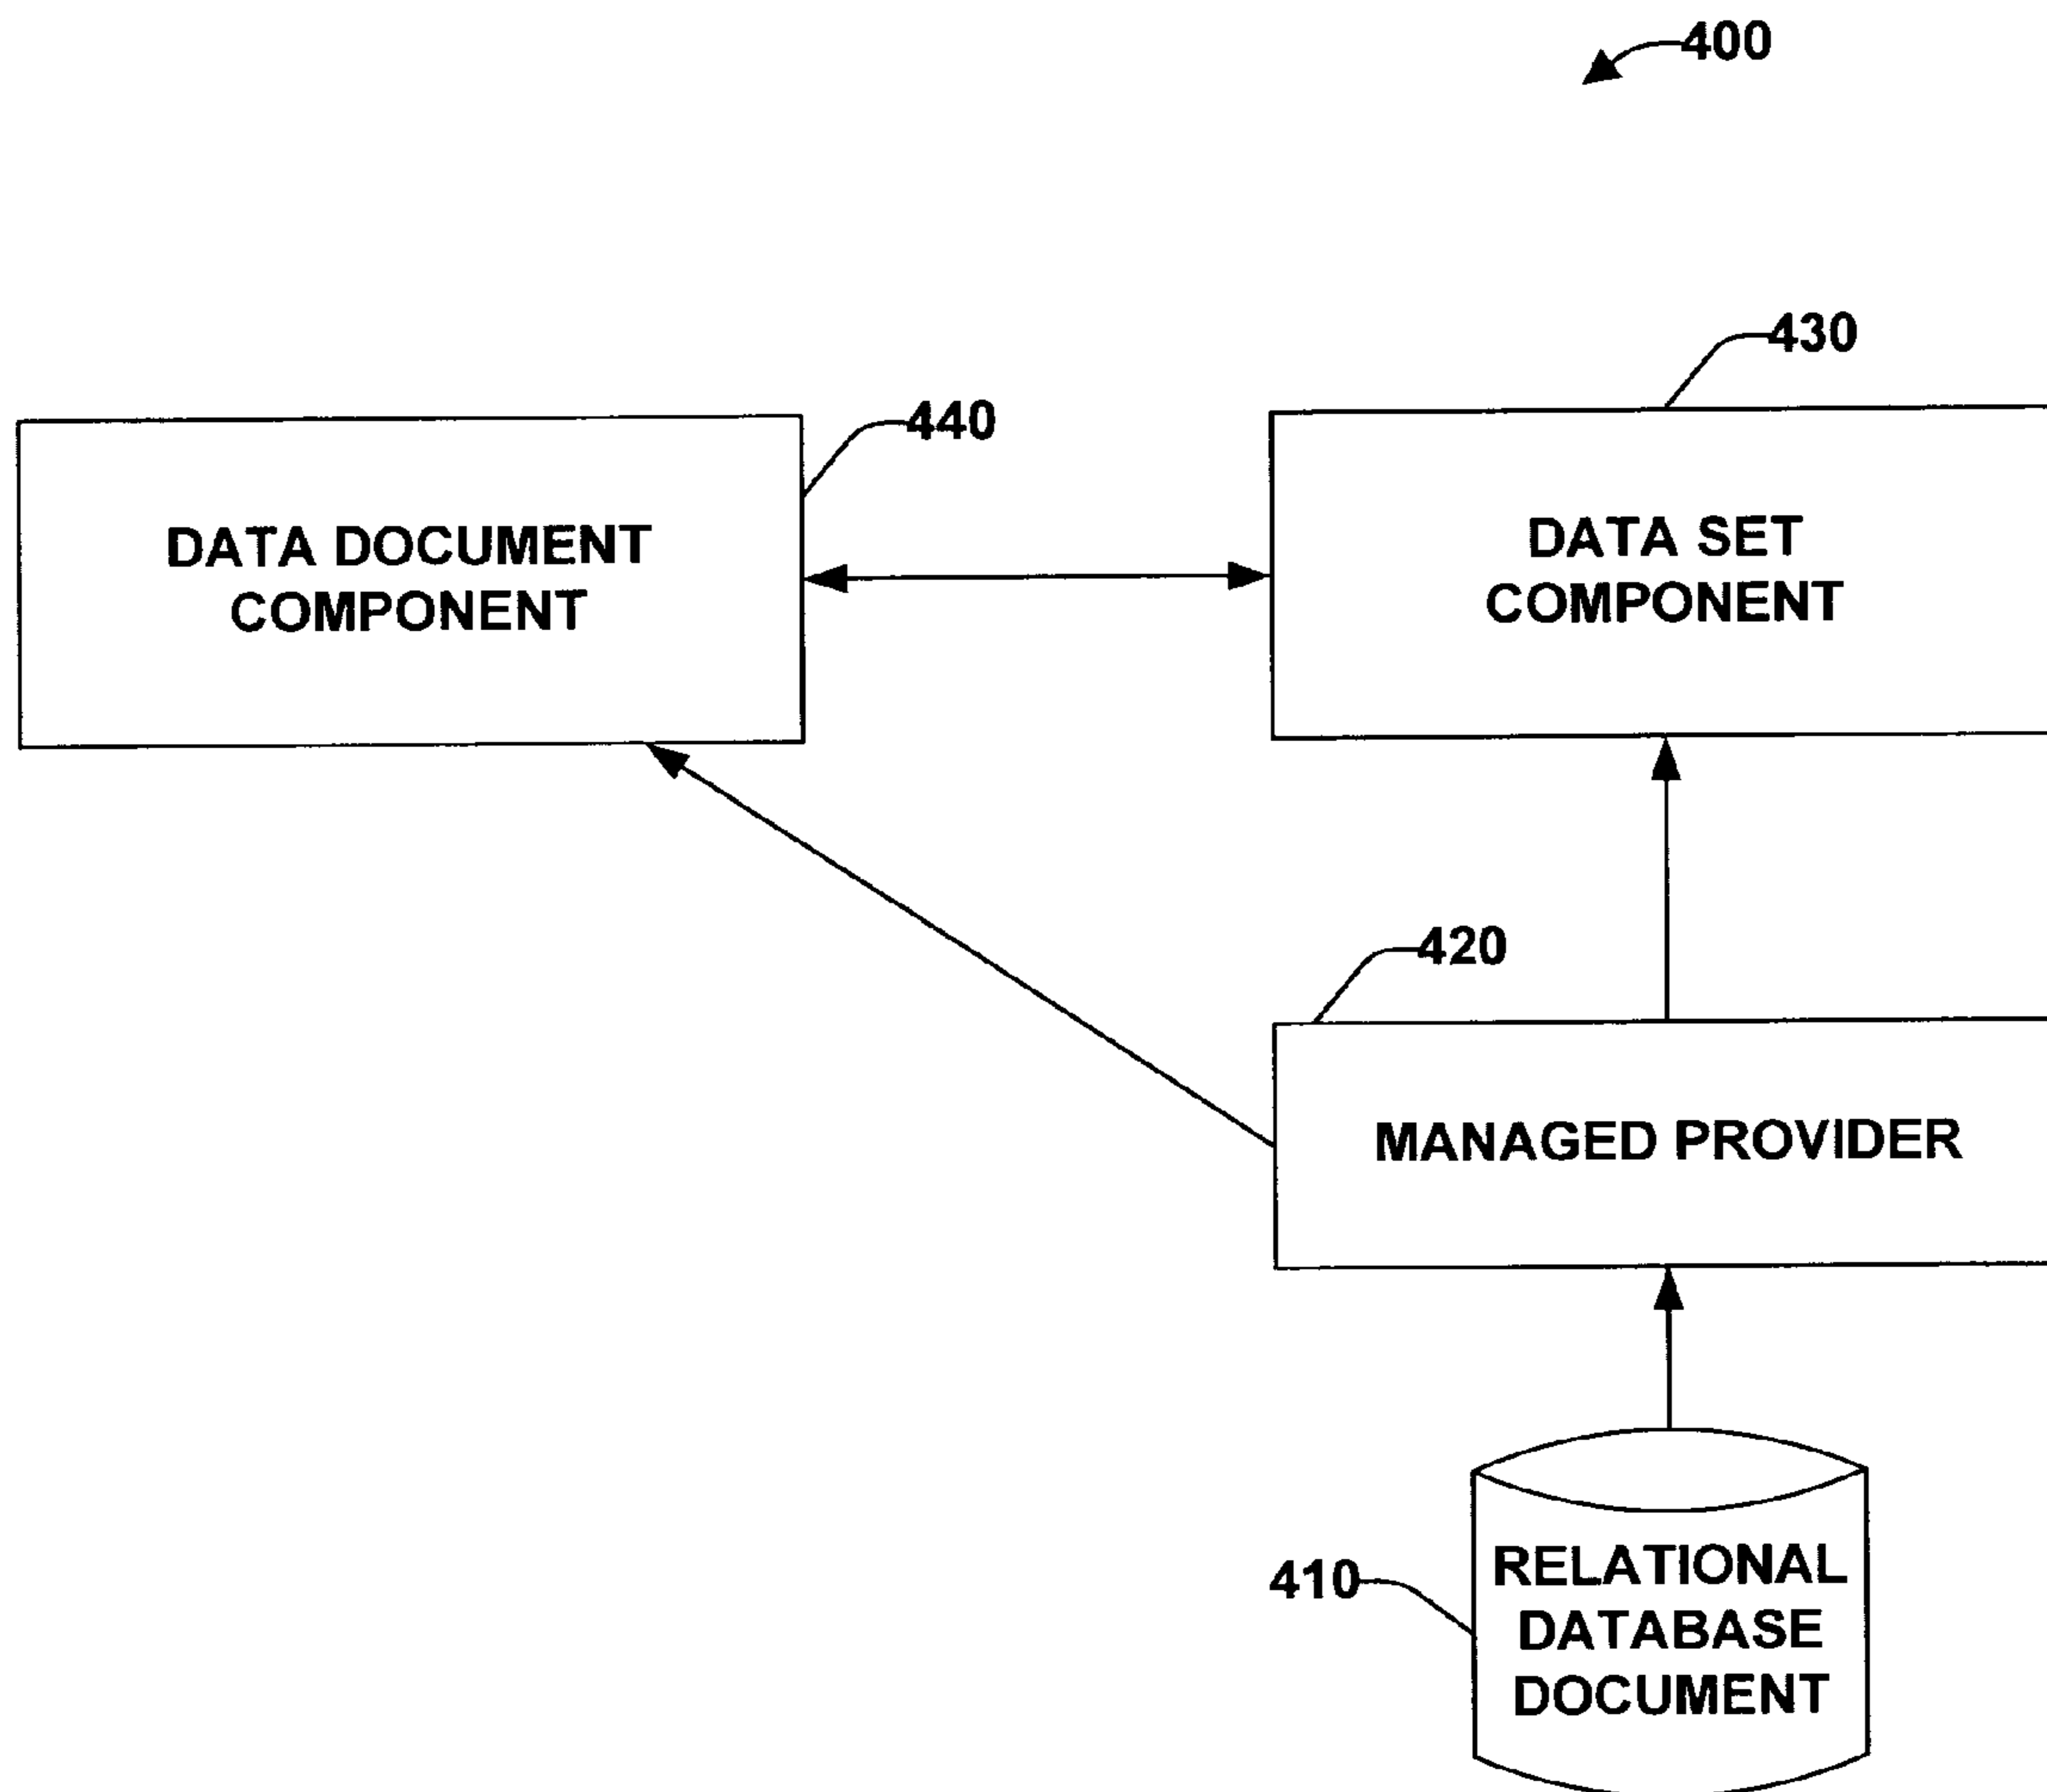 400
430
440
DATA DOCUMENT
COMPONENT
DATA SET
COMPONENT
420
MANAGED PROVIDER
410
RELATIONAL
DATABASE
DOCUMENT